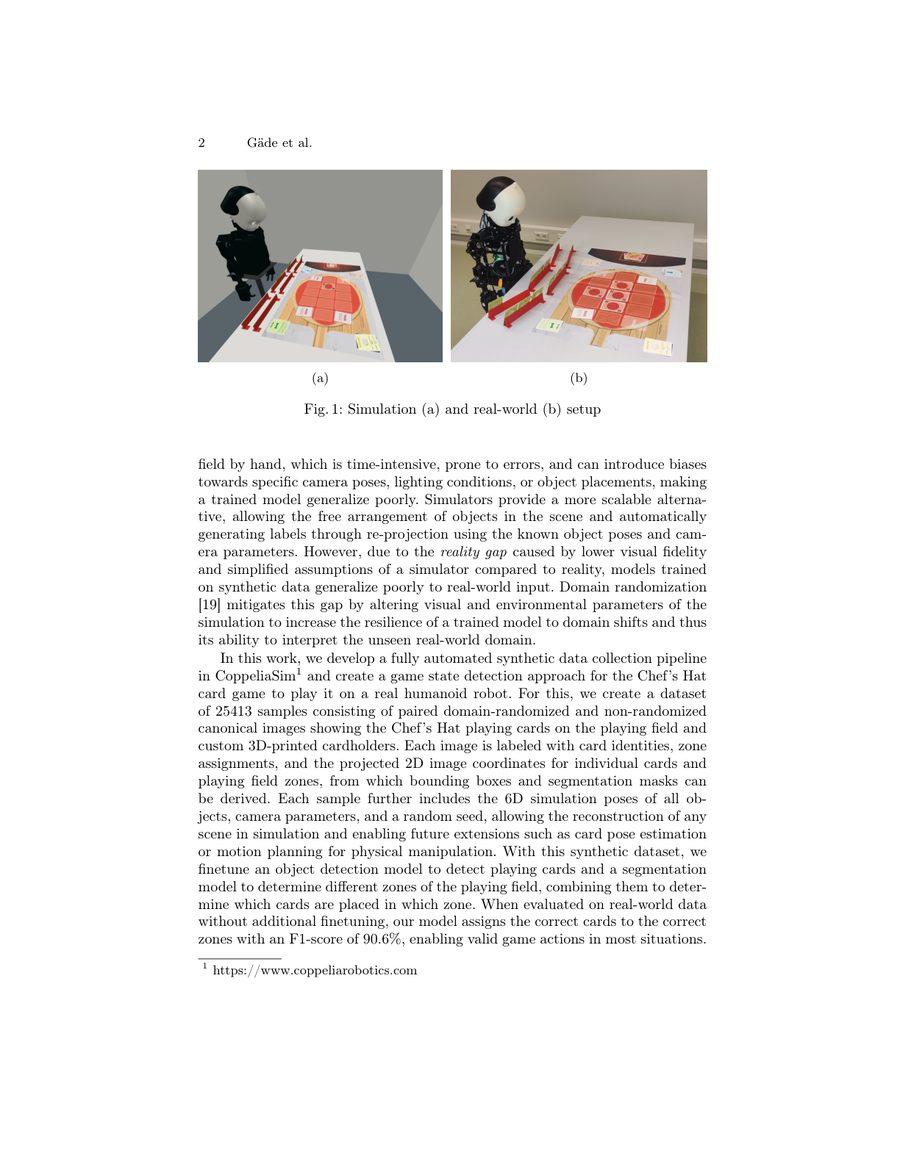 2 Gäde et al.
(a) (b)
Fig. 1: Simulation (a) and real-world (b) setup
field by hand, which is time-intensive, prone to errors, and can introduce biases
towards specific camera poses, lighting conditions, or object placements, making
a trained model generalize poorly. Simulators provide a more scalable alterna-
tive, allowing the free arrangement of objects in the scene and automatically
generating labels through re-projection using the known object poses and cam-
era parameters. However, due to the reality gap caused by lower visual fidelity
and simplified assumptions of a simulator compared to reality, models trained
on synthetic data generalize poorly to real-world input. Domain randomization
[19] mitigates this gap by altering visual and environmental parameters of the
simulation to increase the resilience of a trained model to domain shifts and thus
its ability to interpret the unseen real-world domain.
In this work, we develop a fully automated synthetic data collection pipeline
in CoppeliaSim¹ and create a game state detection approach for the Chef's Hat
card game to play it on a real humanoid robot. For this, we create a dataset
of 25413 samples consisting of paired domain-randomized and non-randomized
canonical images showing the Chef's Hat playing cards on the playing field and
custom 3D-printed cardholders. Each image is labeled with card identities, zone
assignments, and the projected 2D image coordinates for individual cards and
playing field zones, from which bounding boxes and segmentation masks can
be derived. Each sample further includes the 6D simulation poses of all ob-
jects, camera parameters, and a random seed, allowing the reconstruction of any
scene in simulation and enabling future extensions such as card pose estimation
or motion planning for physical manipulation. With this synthetic dataset, we
finetune an object detection model to detect playing cards and a segmentation
model to determine different zones of the playing field, combining them to deter-
mine which cards are placed in which zone. When evaluated on real-world data
without additional finetuning, our model assigns the correct cards to the correct
zones with an F1-score of 90.6%, enabling valid game actions in most situations.
¹ https://www.coppeliarobotics.com